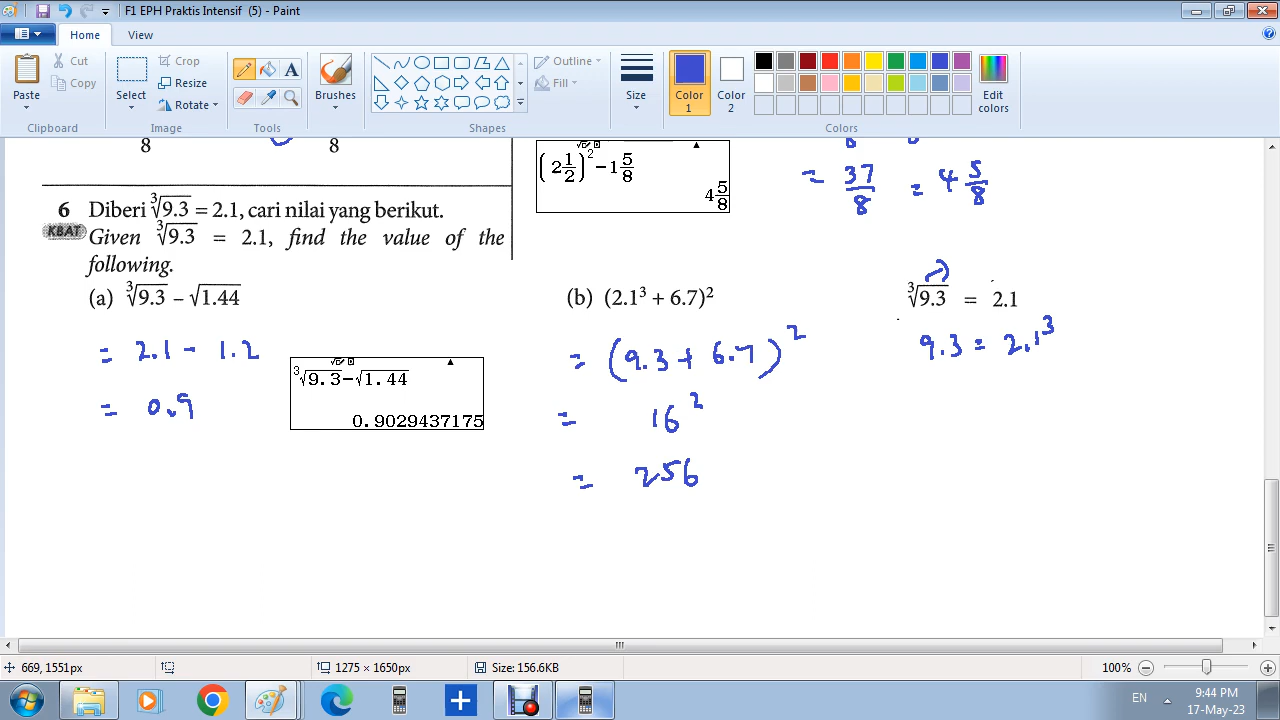 F1 EPH Praktis Intensif (5) - Paint
Home View
Paste Cut Copy Clipboard
Select Crop Resize Rotate Image
Tools
Brushes
Shapes Outline Fill
Size
Color 1 Color 2 Edit colors Colors
8 8
(2 1/2)² − 1 5/8
4 5/8
= 37/8 = 4 5/8
6 Diberi ∛9.3 = 2.1, cari nilai yang berikut.
KBAT Given ∛9.3 = 2.1, find the value of the
following.
(a) ∛9.3 − √1.44
= 2.1 − 1.2
= 0.9
∛9.3−√1.44
0.9029437175
(b) (2.1³ + 6.7)²
= (9.3 + 6.7)²
= 16²
= 256
∛9.3 = 2.1
9.3 = 2.1³
669, 1551px 1275 × 1650px Size: 156.6KB 100%
EN 9:44 PM
17-May-23